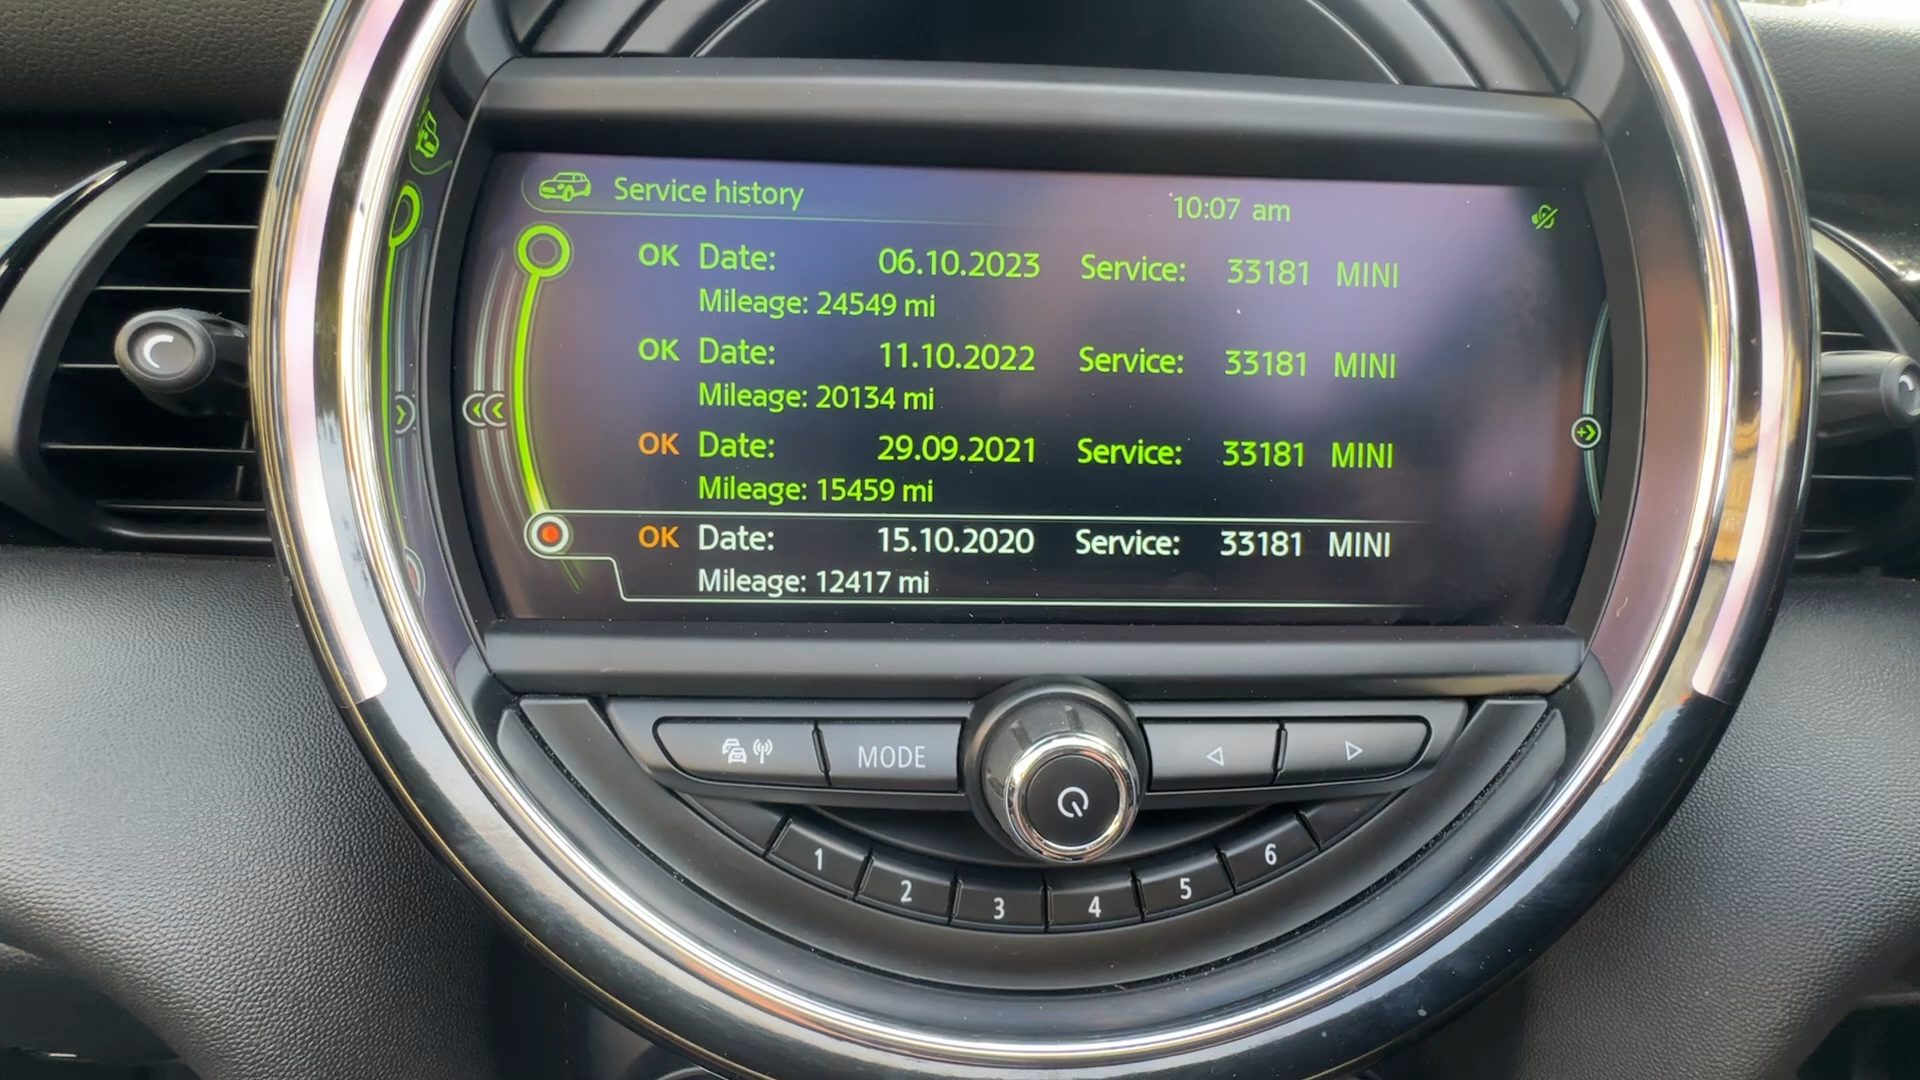 Service history 10:07 am
OK Date: 06.10.2023 Service: 33181 MINI
Mileage: 24549 mi
OK Date: 11.10.2022 Service: 33181 MINI
Mileage: 20134 mi
OK Date: 29.09.2021 Service: 33181 MINI
Mileage: 15459 mi
OK Date: 15.10.2020 Service: 33181 MINI
Mileage: 12417 mi
MODE
1 2 3 4 5 6